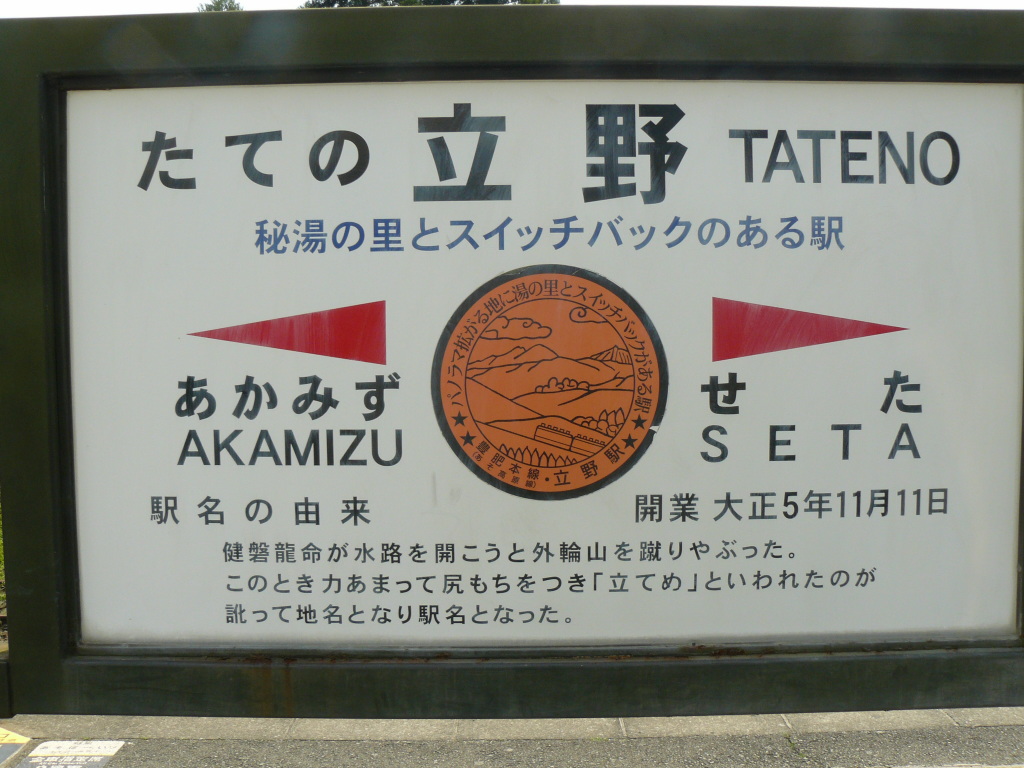 たての 立野 TATENO
秘湯の里とスイッチバックのある駅
パノラマ拡がる地に湯の里とスイッチバックがある駅
★★豊肥本線・立野駅★★
(あそ高原線)
あかみず
AKAMIZU
せた
SETA
駅名の由来
開業 大正5年11月11日
健磐龍命が水路を開こうと外輪山を蹴りやぶった。
このとき力あまって尻もちをつき「立てめ」といわれたのが
訛って地名となり駅名となった。